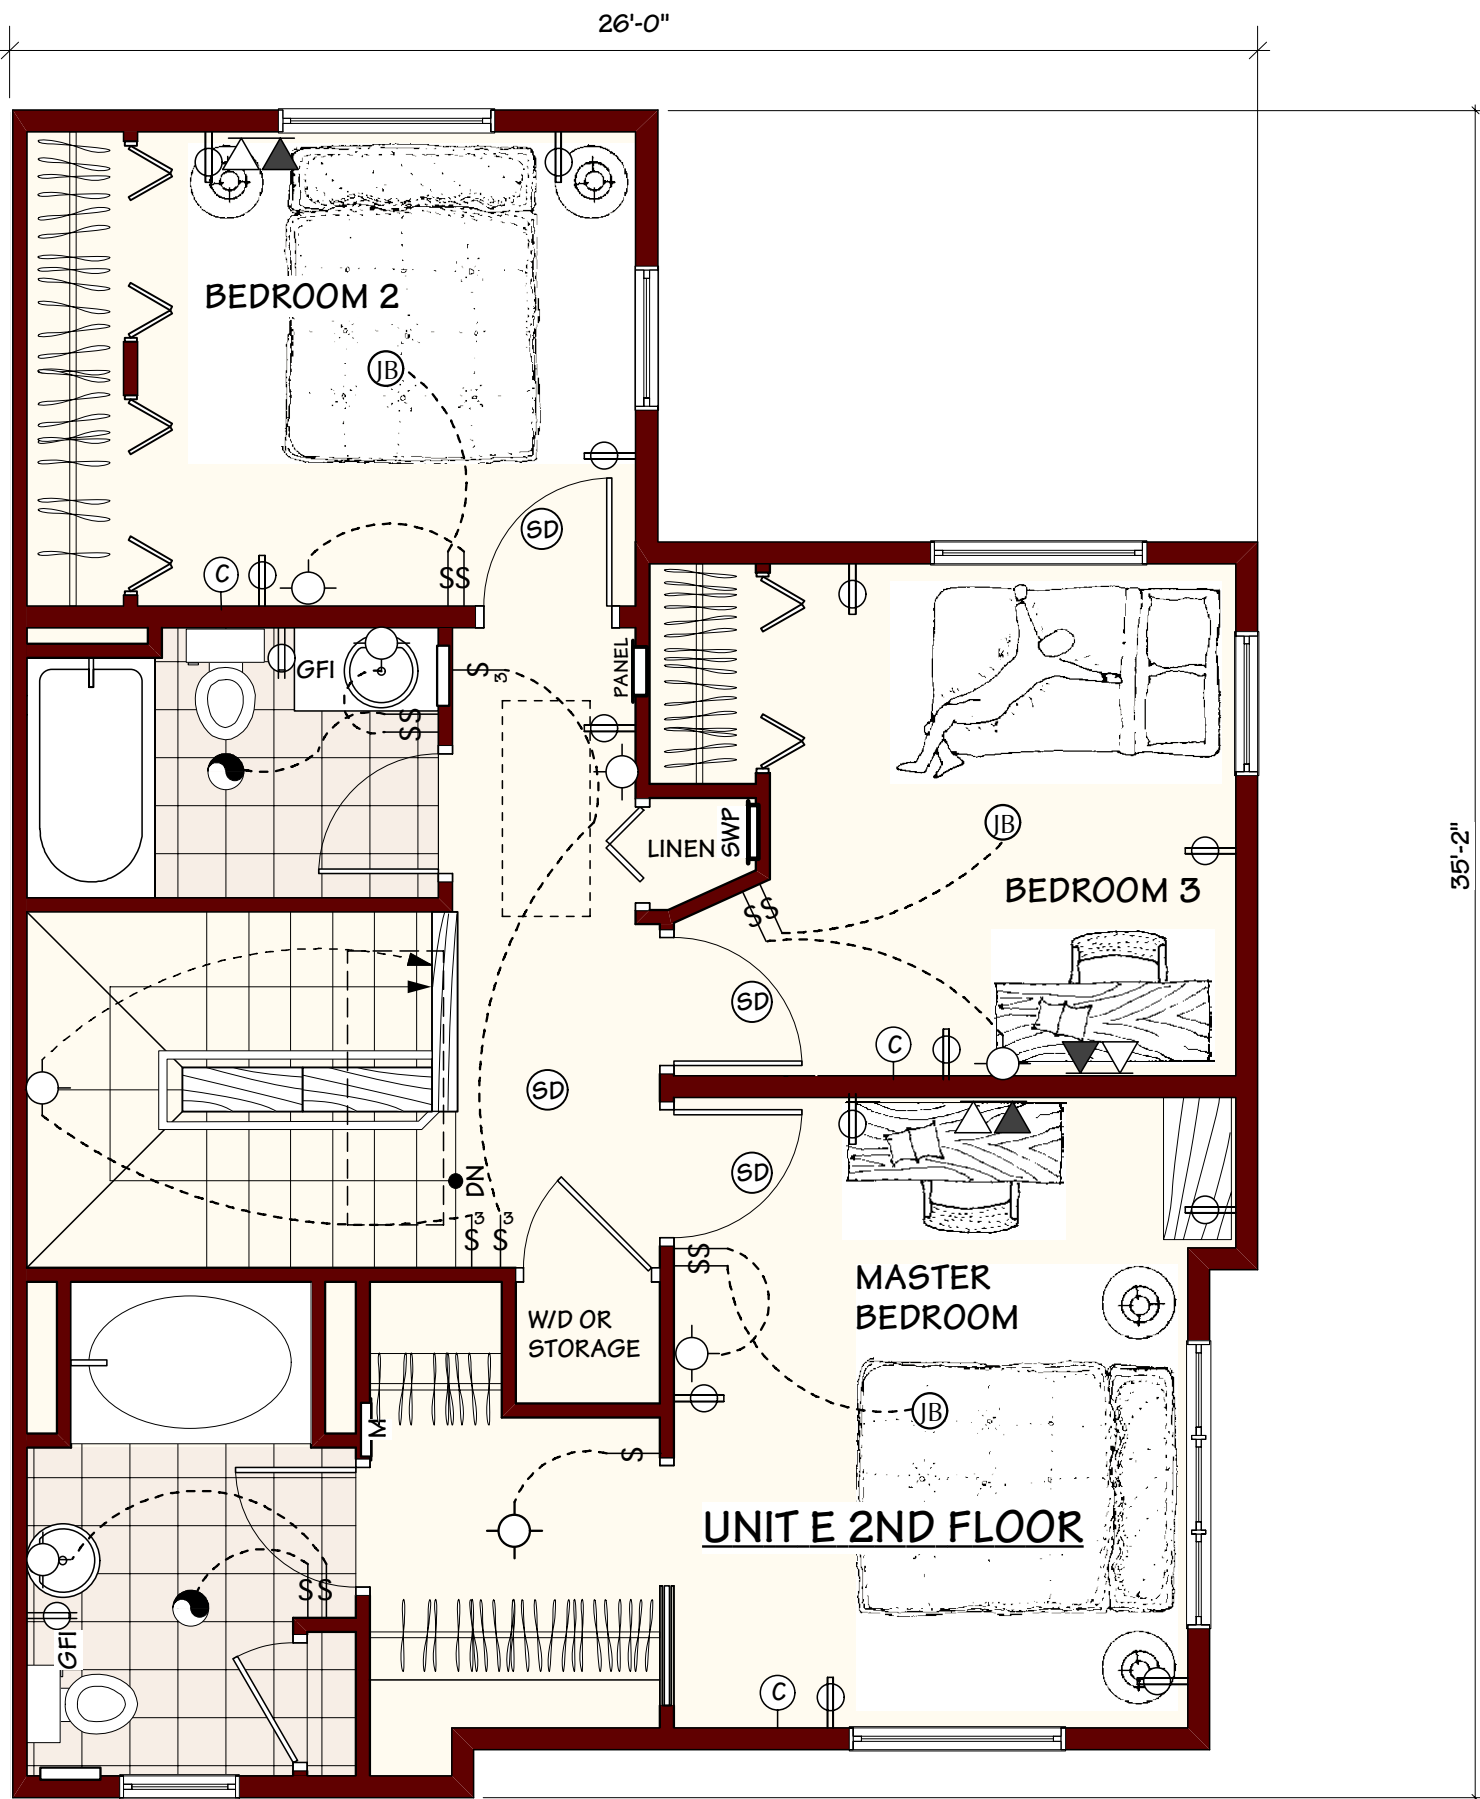 26'-0"
BEDROOM 2
JB
SD
C
SS
GFI
S
3
PANEL
SS
LINEN
SWP
JB
BEDROOM 3
35'-2"
SS
SD
C
SD
DN
3
3
S
S
SD
SS
MASTER
BEDROOM
W/D OR
STORAGE
JB
M
S
UNIT E 2ND FLOOR
SS
GFI
C